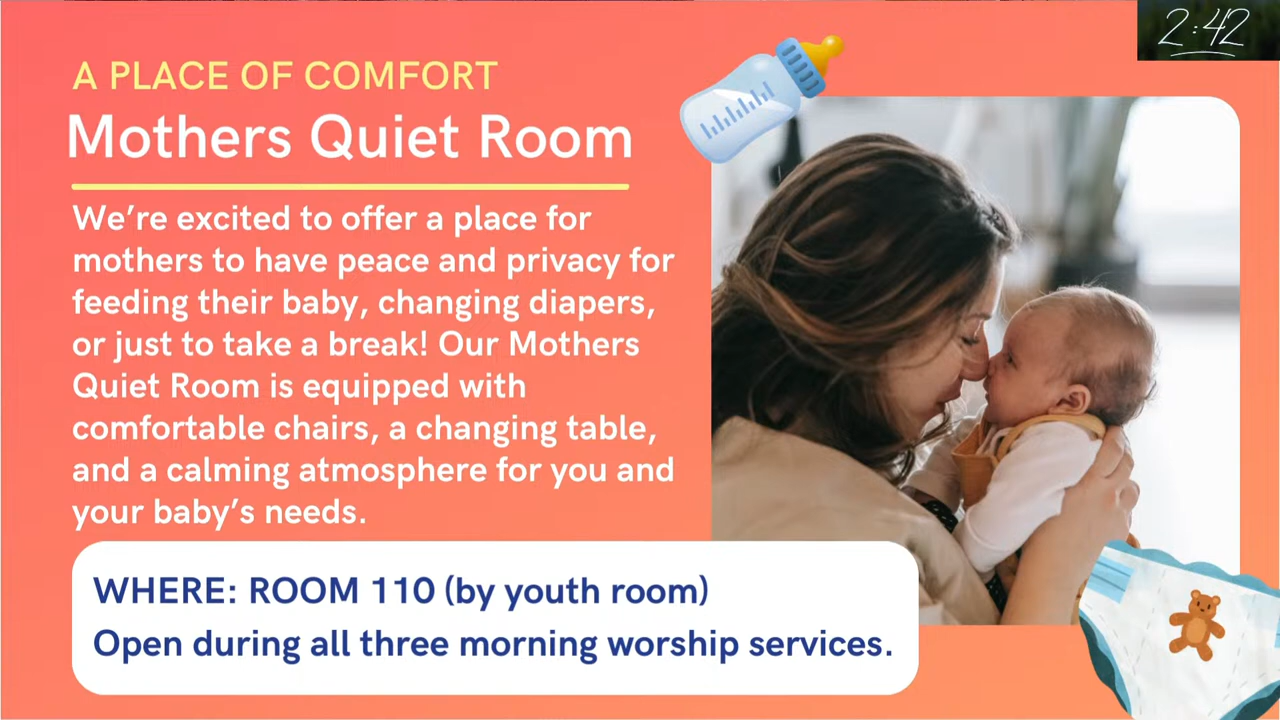 2:42
A PLACE OF COMFORT
Mothers Quiet Room
We’re excited to offer a place for
mothers to have peace and privacy for
feeding their baby, changing diapers,
or just to take a break! Our Mothers
Quiet Room is equipped with
comfortable chairs, a changing table,
and a calming atmosphere for you and
your baby’s needs.
WHERE: ROOM 110 (by youth room)
Open during all three morning worship services.